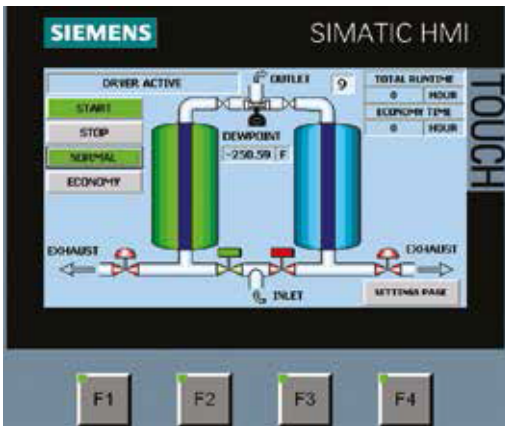 SIEMENS
SIMATIC HMI
TOUCH
DRYER ACTIVE
OUTLET
9
TOTAL RUNTIME
0 HOUR
ECONOMY TIME
0 HOUR
START
STOP
NORMAL
ECONOMY
DEWPOINT
-250.59 F
EXHAUST
EXHAUST
INLET
SETTINGS PAGE
F1
F2
F3
F4